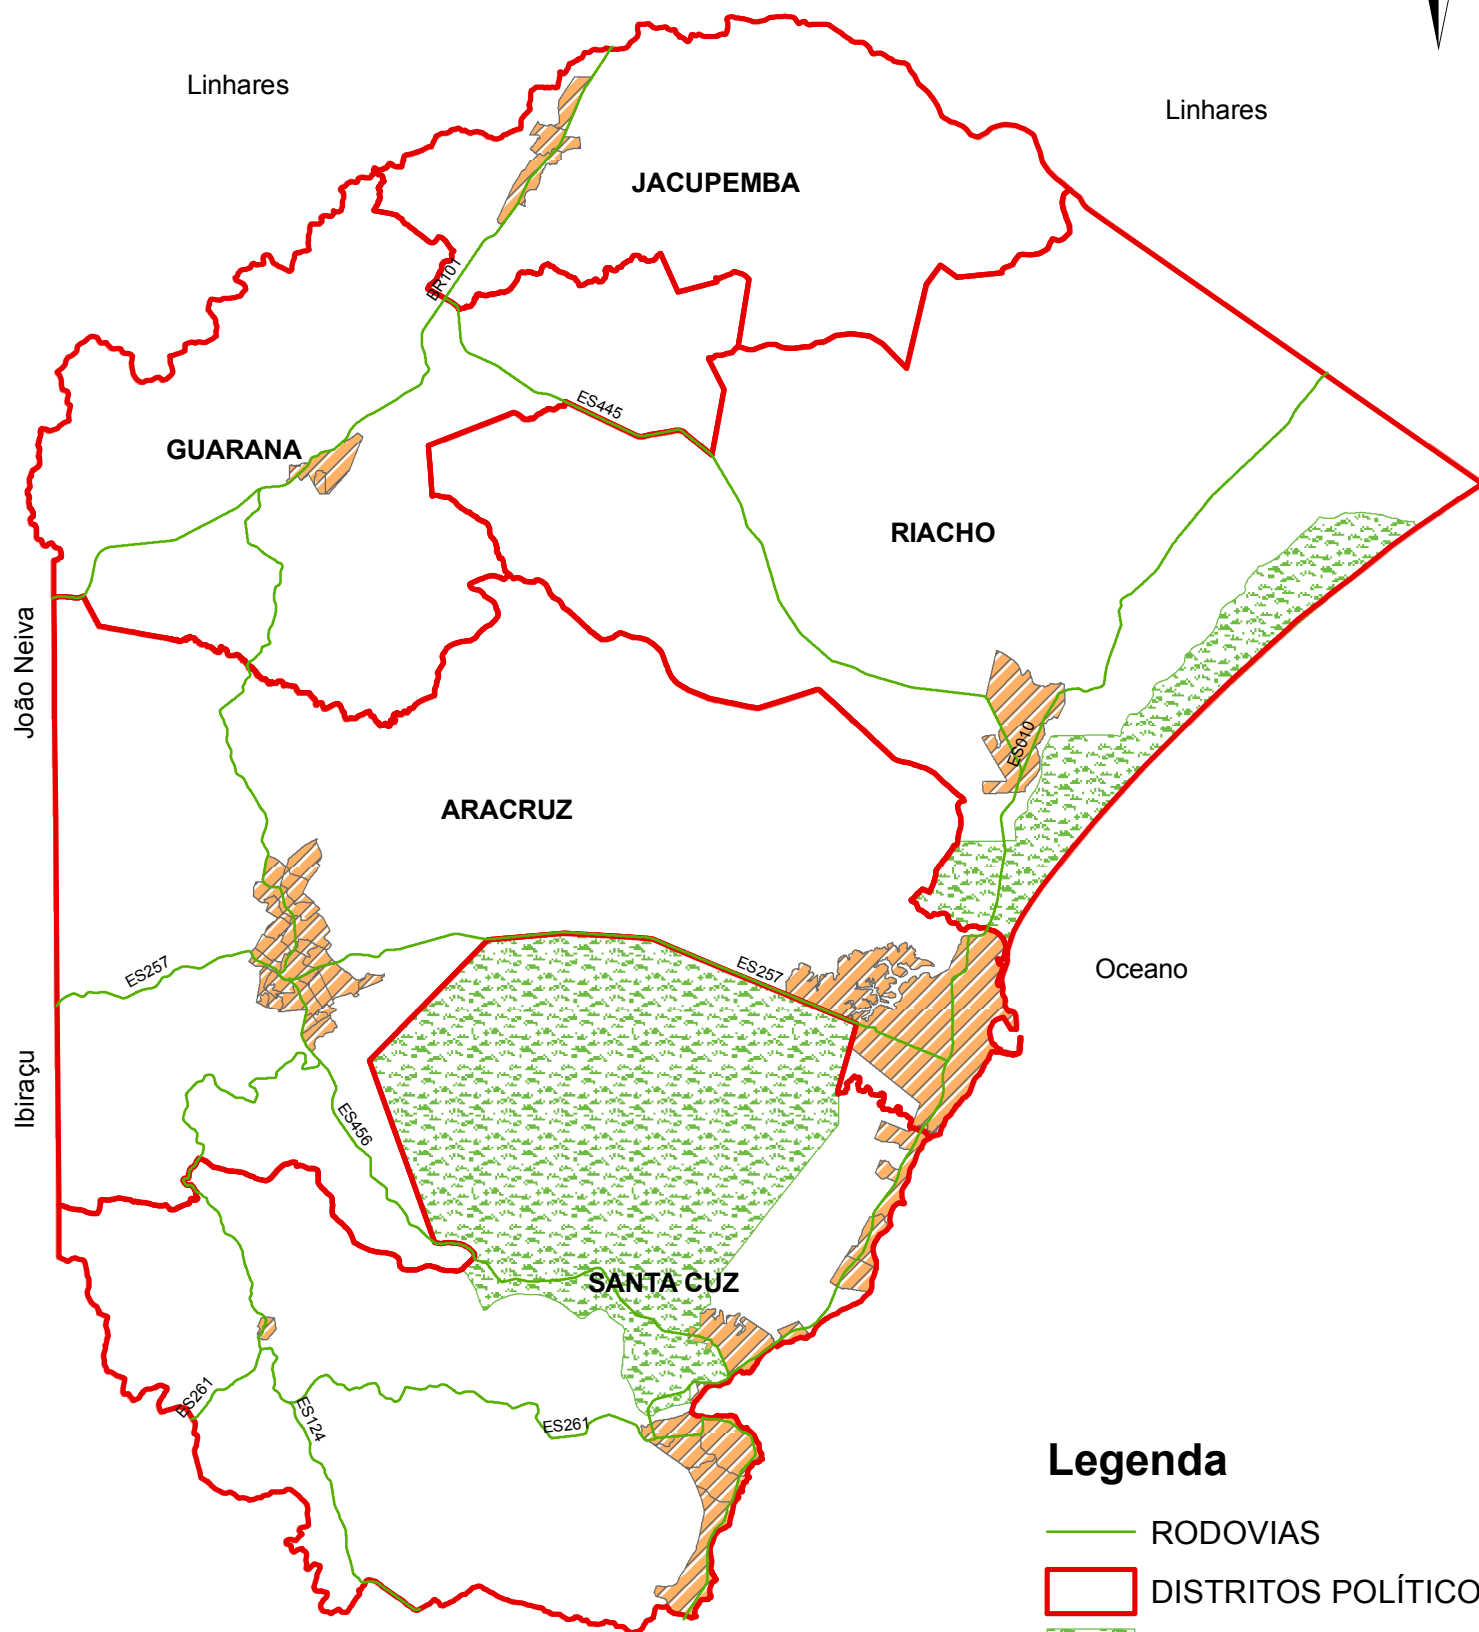 Linhares
Linhares
JACUPEMBA
BR101
ES445
GUARANA
RIACHO
João Neiva
ES010
ARACRUZ
ES257
ES257
Oceano
Ibiraçu
ES456
SANTA CUZ
ES261
ES124
ES261
Legenda
RODOVIAS
DISTRITOS POLÍTICO